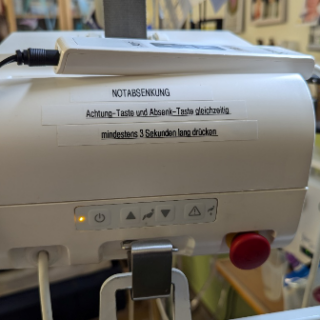 NOTABSENKUNG
Achtung-Taste und Absenk-Taste gleichzeitig
mindestens 3 Sekunden lang drücken